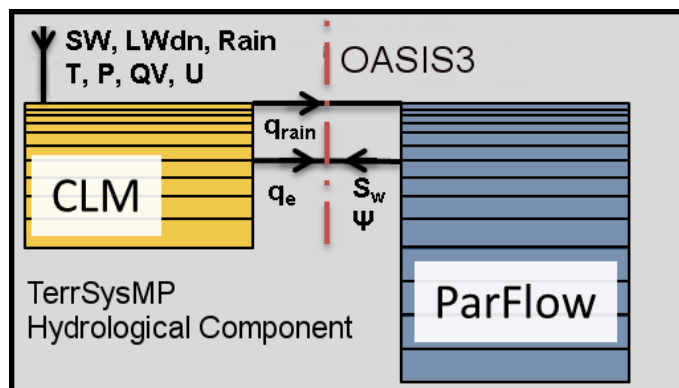 SW, LWdn, Rain
T, P, QV, U
OASIS3
qrain
CLM
qe
Sw
Ψ
TerrSysMP
Hydrological Component
ParFlow